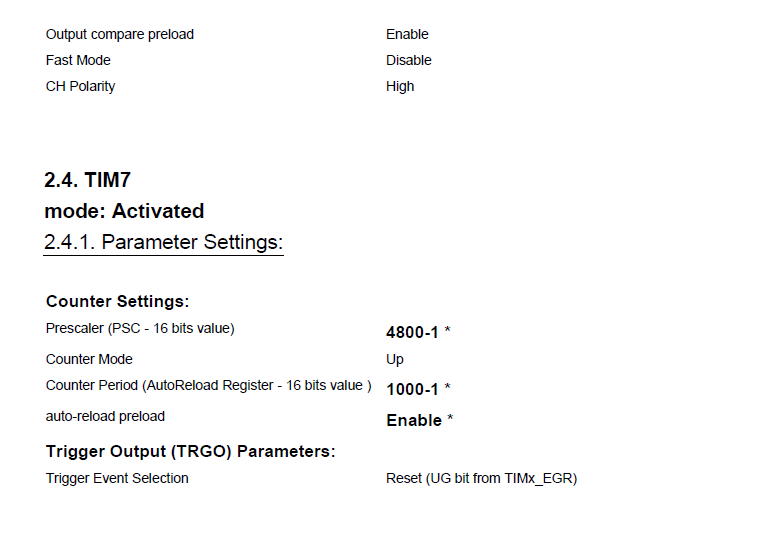 Output compare preload Enable
Fast Mode Disable
CH Polarity High
2.4. TIM7
mode: Activated
2.4.1. Parameter Settings:
Counter Settings:
Prescaler (PSC - 16 bits value) 4800-1 *
Counter Mode Up
Counter Period (AutoReload Register - 16 bits value ) 1000-1 *
auto-reload preload Enable *
Trigger Output (TRGO) Parameters:
Trigger Event Selection Reset (UG bit from TIMx_EGR)